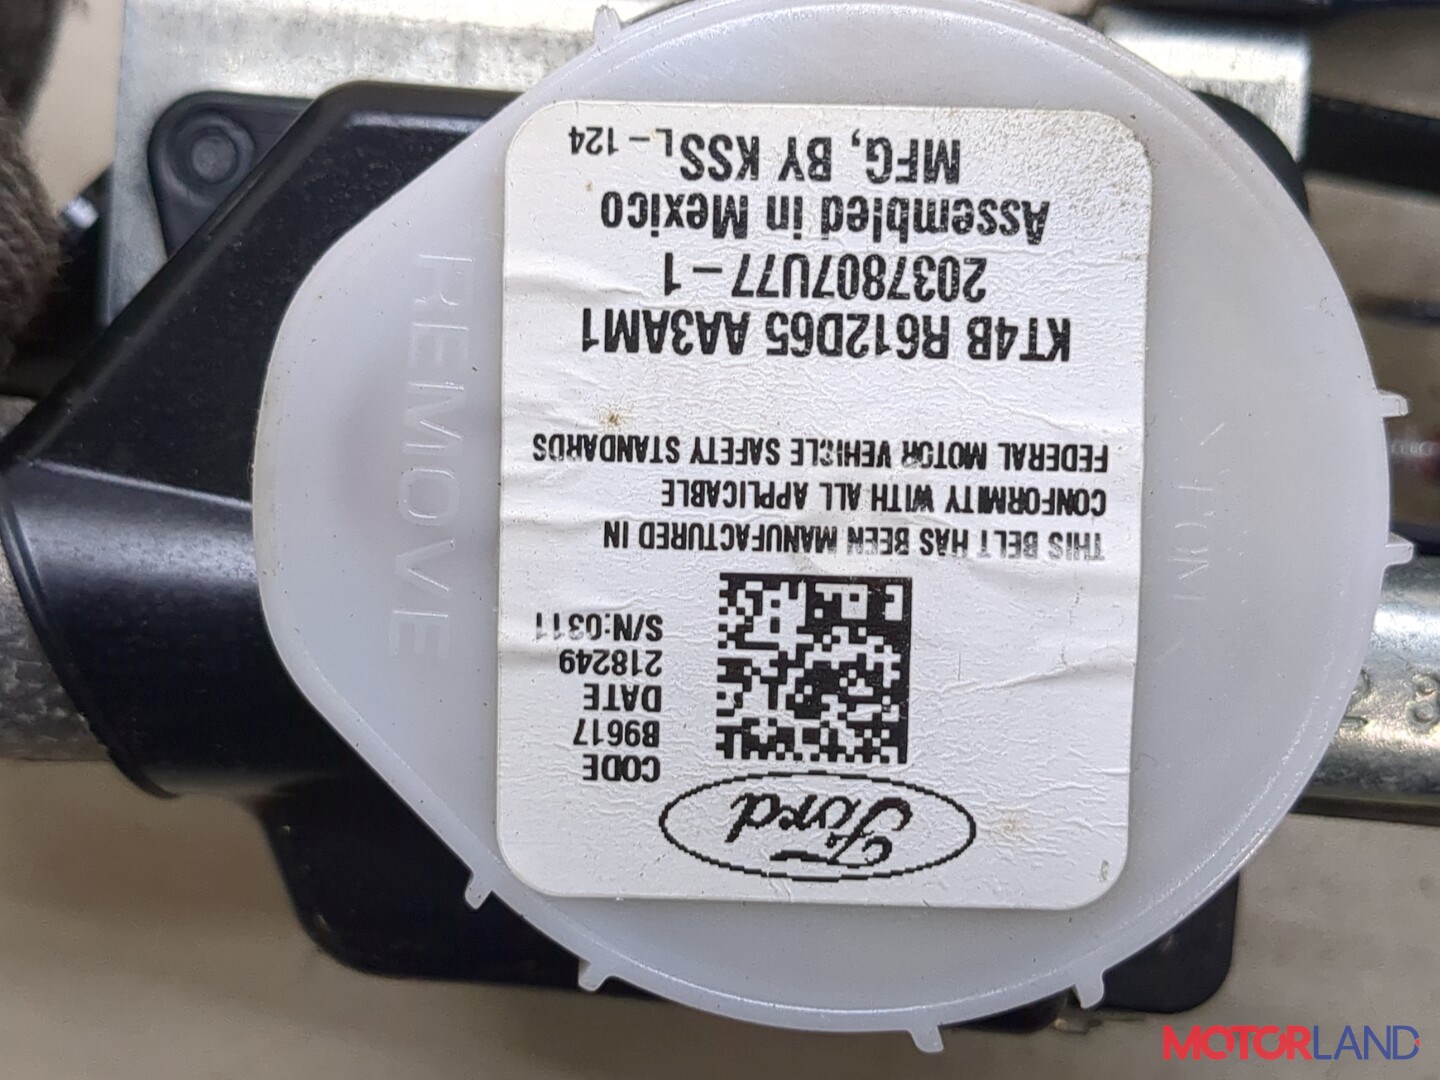 Ford
CODE
B9617
DATE
218249
S/N:0311
THIS BELT HAS BEEN MANUFACTURED IN
CONFORMITY WITH ALL APPLICABLE
FEDERAL MOTOR VEHICLE SAFETY STANDARDS
KT4B R612D65 AA3AM1
2037807U77-1
Assembled in Mexico
MFG, BY KSSL-124
REMOVE
MOTORLAND